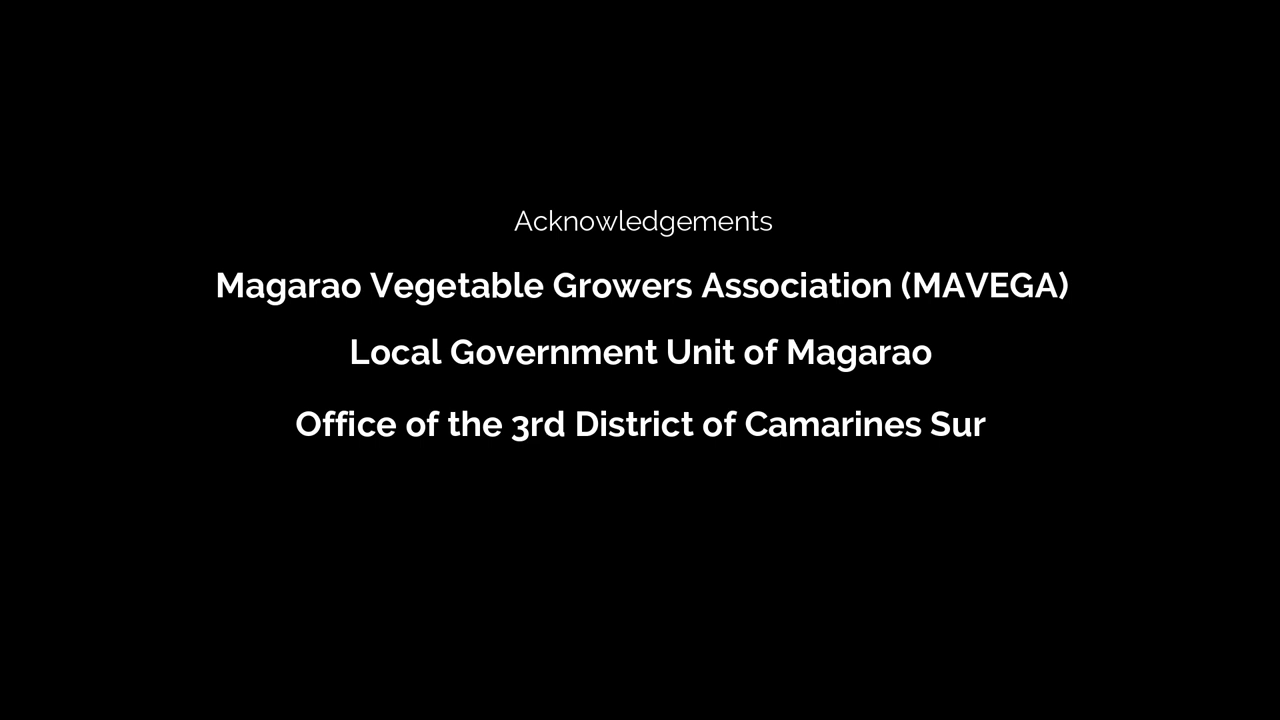 Acknowledgements
Magarao Vegetable Growers Association (MAVEGA)
Local Government Unit of Magarao
Office of the 3rd District of Camarines Sur